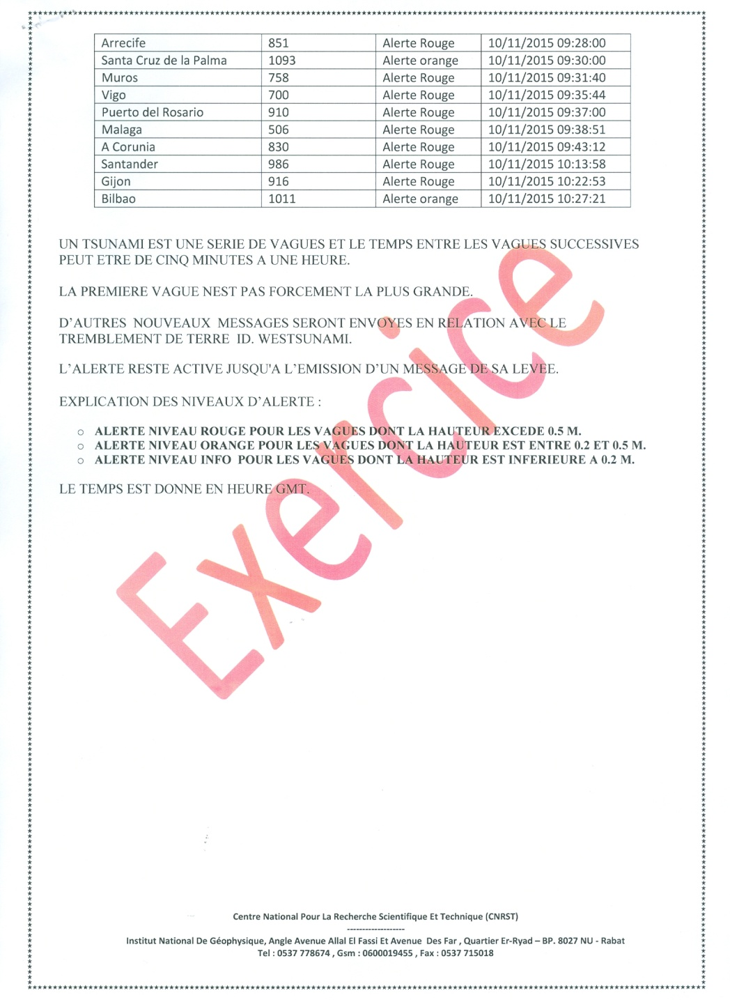 Arrecife 851 Alerte Rouge 10/11/2015 09:28:00
Santa Cruz de la Palma 1093 Alerte orange 10/11/2015 09:30:00
Muros 758 Alerte Rouge 10/11/2015 09:31:40
Vigo 700 Alerte Rouge 10/11/2015 09:35:44
Puerto del Rosario 910 Alerte Rouge 10/11/2015 09:37:00
Malaga 506 Alerte Rouge 10/11/2015 09:38:51
A Corunia 830 Alerte Rouge 10/11/2015 09:43:12
Santander 986 Alerte Rouge 10/11/2015 10:13:58
Gijon 916 Alerte Rouge 10/11/2015 10:22:53
Bilbao 1011 Alerte orange 10/11/2015 10:27:21
UN TSUNAMI EST UNE SERIE DE VAGUES ET LE TEMPS ENTRE LES VAGUES SUCCESSIVES
PEUT ETRE DE CINQ MINUTES A UNE HEURE.
LA PREMIERE VAGUE NEST PAS FORCEMENT LA PLUS GRANDE.
D'AUTRES NOUVEAUX MESSAGES SERONT ENVOYES EN RELATION AVEC LE
TREMBLEMENT DE TERRE ID. WESTSUNAMI.
L'ALERTE RESTE ACTIVE JUSQU'A L'EMISSION D'UN MESSAGE DE SA LEVEE.
EXPLICATION DES NIVEAUX D'ALERTE :
o ALERTE NIVEAU ROUGE POUR LES VAGUES DONT LA HAUTEUR EXCEDE 0.5 M.
o ALERTE NIVEAU ORANGE POUR LES VAGUES DONT LA HAUTEUR EST ENTRE 0.2 ET 0.5 M.
o ALERTE NIVEAU INFO POUR LES VAGUES DONT LA HAUTEUR EST INFERIEURE A 0.2 M.
LE TEMPS EST DONNE EN HEURE GMT.
Exercice
Centre National Pour La Recherche Scientifique Et Technique (CNRST)
-------------------
Institut National De Géophysique, Angle Avenue Allal El Fassi Et Avenue Des Far , Quartier Er-Ryad – BP. 8027 NU - Rabat
Tel : 0537 778674 , Gsm : 0600019455 , Fax : 0537 715018